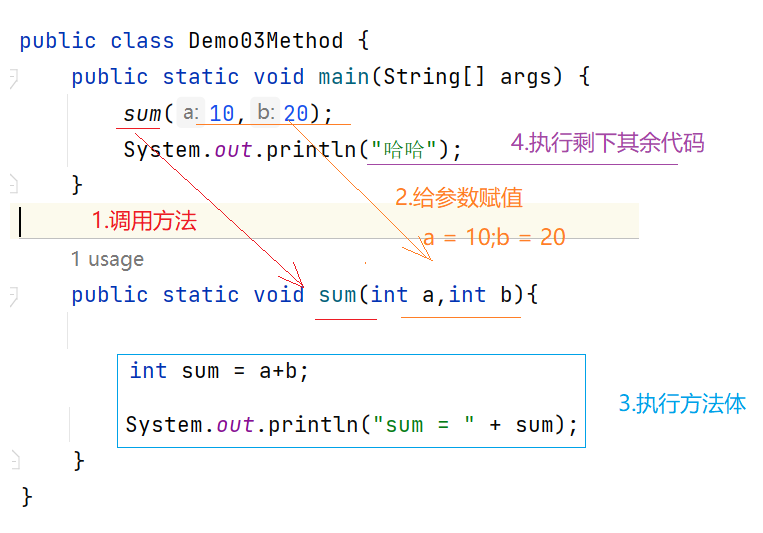 public class Demo03Method {
public static void main(String[] args) {
sum( a: 10, b: 20);
System.out.println("哈哈");
4.执行剩下其余代码
}
2.给参数赋值
1.调用方法
a = 10;b = 20
1 usage
public static void sum(int a,int b){
int sum = a+b;
3.执行方法体
System.out.println("sum = " + sum);
}
}